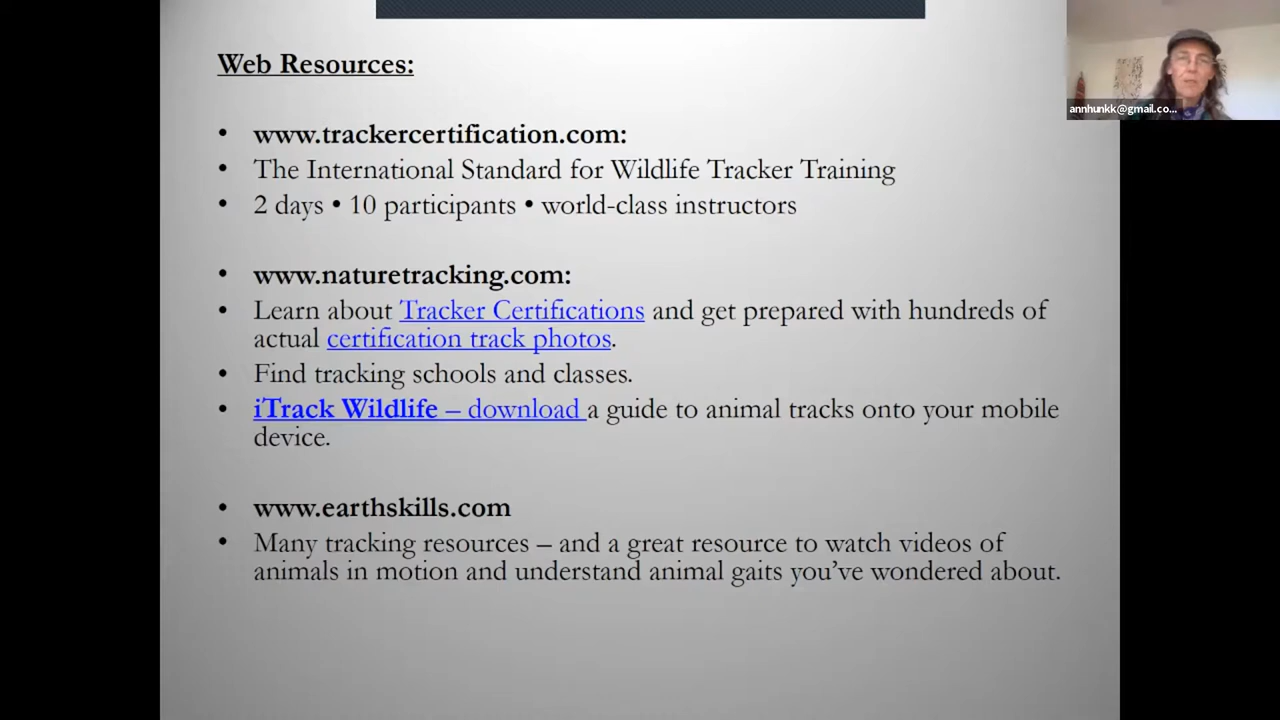 Web Resources:
• www.trackercertification.com:
• The International Standard for Wildlife Tracker Training
• 2 days • 10 participants • world-class instructors
• www.naturetracking.com:
• Learn about Tracker Certifications and get prepared with hundreds of
actual certification track photos.
• Find tracking schools and classes.
• iTrack Wildlife – download a guide to animal tracks onto your mobile
device.
• www.earthskills.com
• Many tracking resources – and a great resource to watch videos of
animals in motion and understand animal gaits you’ve wondered about.
annhunkk@gmail.co...